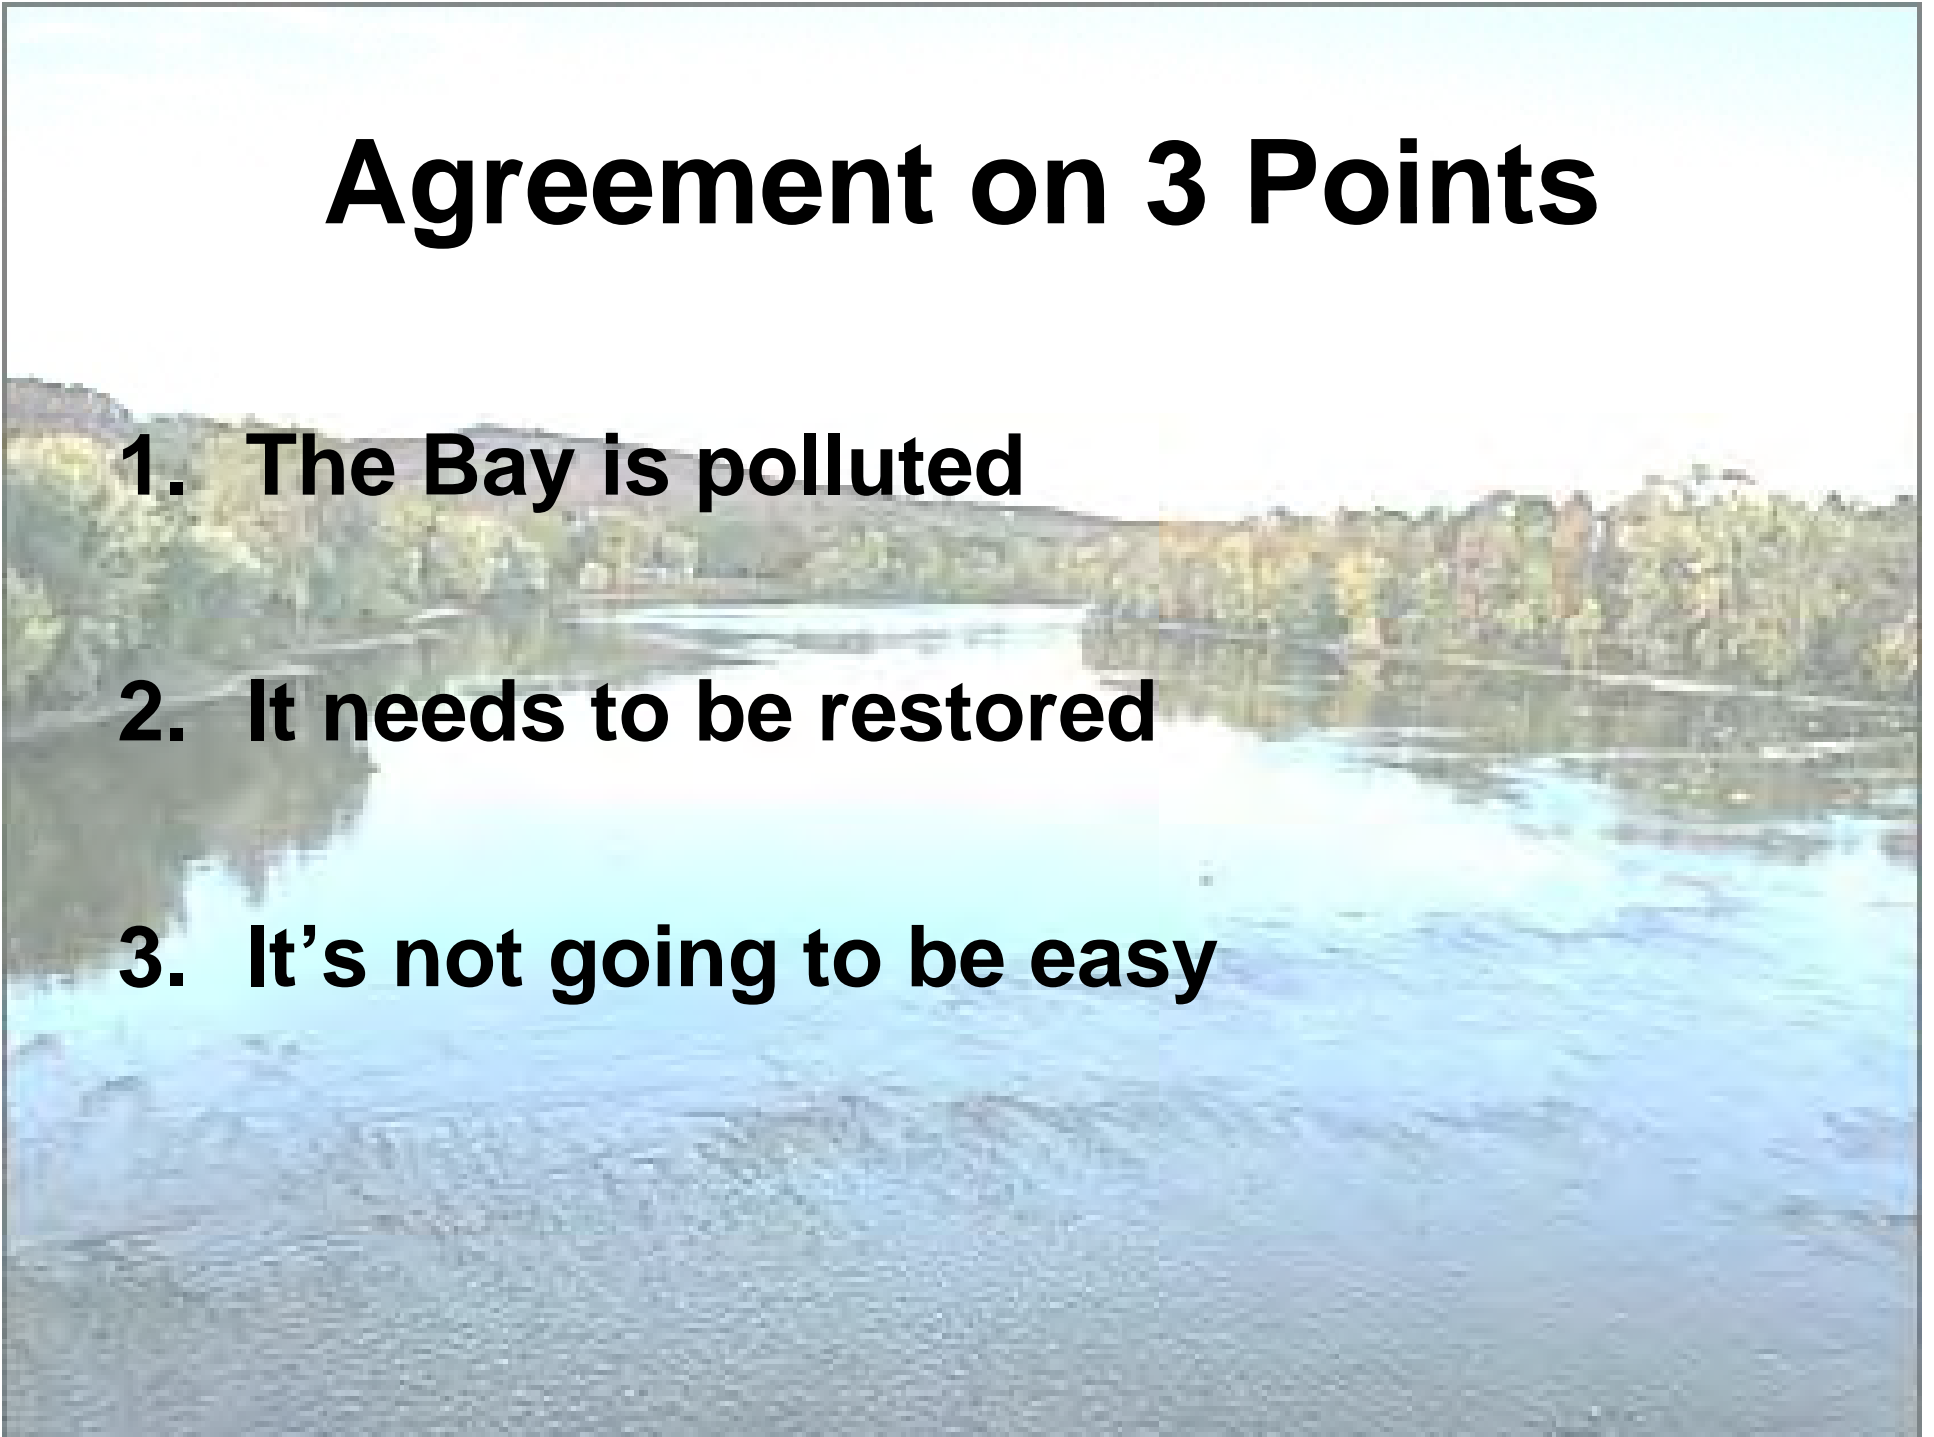 Agreement on 3 Points
1. The Bay is polluted
2. It needs to be restored
3. It’s not going to be easy